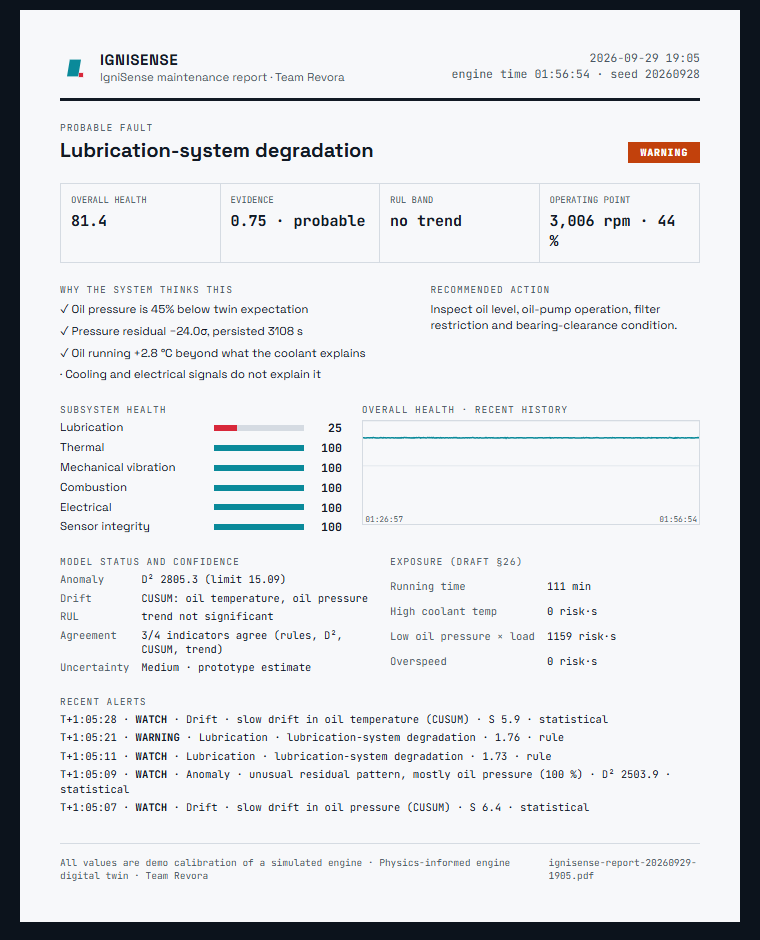 IGNISENSE
IgniSense maintenance report · Team Revora
2026-09-29 19:05
engine time 01:56:54 · seed 20260928
PROBABLE FAULT
Lubrication-system degradation
WARNING
OVERALL HEALTH
81.4
EVIDENCE
0.75 · probable
RUL BAND
no trend
OPERATING POINT
3,006 rpm · 44
%
WHY THE SYSTEM THINKS THIS
✓ Oil pressure is 45% below twin expectation
✓ Pressure residual −24.0σ, persisted 3108 s
✓ Oil running +2.8 °C beyond what the coolant explains
· Cooling and electrical signals do not explain it
RECOMMENDED ACTION
Inspect oil level, oil-pump operation, filter
restriction and bearing-clearance condition.
SUBSYSTEM HEALTH
Lubrication 25
Thermal 100
Mechanical vibration 100
Combustion 100
Electrical 100
Sensor integrity 100
OVERALL HEALTH · RECENT HISTORY
01:26:57 01:56:54
MODEL STATUS AND CONFIDENCE
Anomaly D² 2805.3 (limit 15.09)
Drift CUSUM: oil temperature, oil pressure
RUL trend not significant
Agreement 3/4 indicators agree (rules, D²,
CUSUM, trend)
Uncertainty Medium · prototype estimate
EXPOSURE (DRAFT §26)
Running time 111 min
High coolant temp 0 risk·s
Low oil pressure × load 1159 risk·s
Overspeed 0 risk·s
RECENT ALERTS
T+1:05:28 · WATCH · Drift · slow drift in oil temperature (CUSUM) · S 5.9 · statistical
T+1:05:21 · WARNING · Lubrication · lubrication-system degradation · 1.76 · rule
T+1:05:11 · WATCH · Lubrication · lubrication-system degradation · 1.73 · rule
T+1:05:09 · WATCH · Anomaly · unusual residual pattern, mostly oil pressure (100 %) · D² 2503.9 ·
statistical
T+1:05:07 · WATCH · Drift · slow drift in oil pressure (CUSUM) · S 6.4 · statistical
All values are demo calibration of a simulated engine · Physics-informed engine
digital twin · Team Revora
ignisense-report-20260929-
1905.pdf